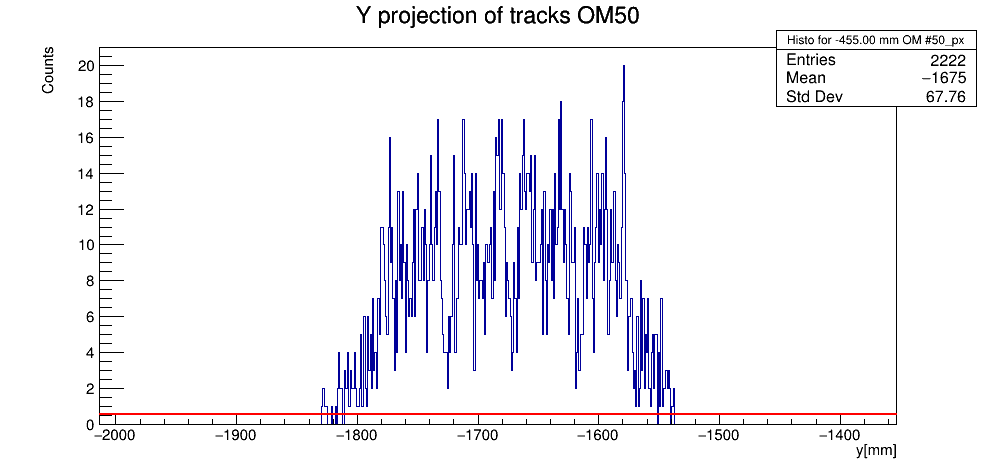 Y projection of tracks OM50
Histo for -455.00 mm OM #50_px
Entries 2222
Mean −1675
Std Dev 67.76
Counts
20
18
16
14
12
10
8
6
4
2
0
−2000 −1900 −1800 −1700 −1600 −1500 −1400
y[mm]